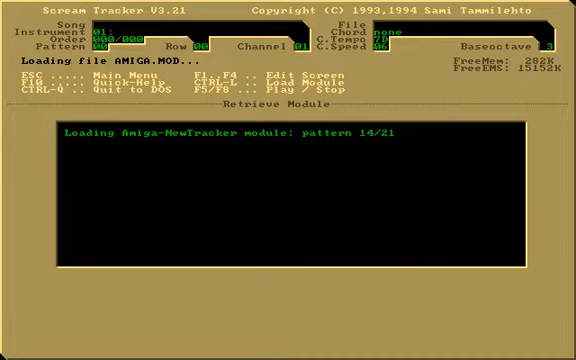 Scream Tracker V3.21 Copyright (C) 1993,1994 Sami Tammilehto
Song File
Instrument 01: Chord none
Order 000/000 C.Tempo 7D
Pattern 00 Row 00 Channel 01 C.Speed 06 Baseoctave 3
Loading file AMIGA.MOD... FreeMem: 282K
FreeEMS: 15152K
ESC ..... Main Menu F1..F4 .. Edit Screen
F10 ..... Quick-Help CTRL-L .. Load Module
CTRL-Q .. Quit to DOS F5/F8 ... Play / Stop
Retrieve Module
Loading Amiga-NewTracker module: pattern 14/21